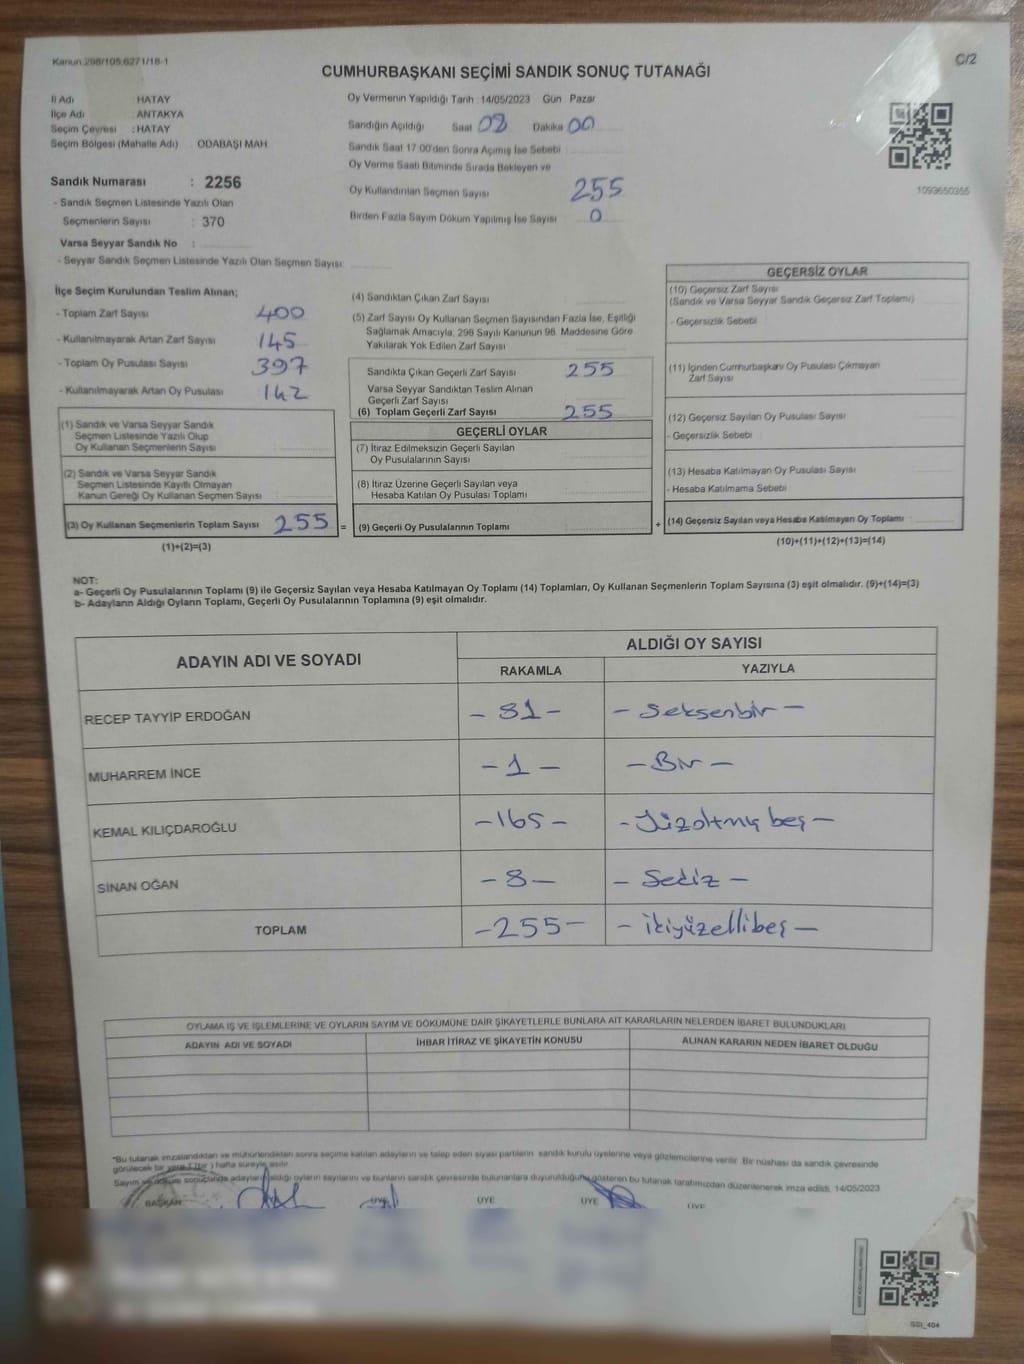 Kanun:298/105;6271/18-1
C/2
CUMHURBAŞKANI SEÇİMİ SANDIK SONUÇ TUTANAĞI
İl Adı : HATAY
İlçe Adı : ANTAKYA
Seçim Çevresi : HATAY
Seçim Bölgesi (Mahalle Adı) ODABAŞI MAH.
Sandık Numarası : 2256
- Sandık Seçmen Listesinde Yazılı Olan
Seçmenlerin Sayısı : 370
Varsa Seyyar Sandık No :
- Seyyar Sandık Seçmen Listesinde Yazılı Olan Seçmen Sayısı:
Oy Vermenin Yapıldığı Tarih : 14/05/2023 Gün Pazar
Sandığın Açıldığı Saat 08 Dakika 00
Sandık Saat 17:00'den Sonra Açılmış İse Sebebi :
Oy Verme Saati Bitiminde Sırada Bekleyen ve
Oy Kullandırılan Seçmen Sayısı 255
Birden Fazla Sayım Döküm Yapılmış İse Sayısı 0
1093650355
İlçe Seçim Kurulundan Teslim Alınan;
- Toplam Zarf Sayısı 400
- Kullanılmayarak Artan Zarf Sayısı 145
- Toplam Oy Pusulası Sayısı 397
- Kullanılmayarak Artan Oy Pusulası 142
(1) Sandık ve Varsa Seyyar Sandık
Seçmen Listesinde Yazılı Olup
Oy Kullanan Seçmenlerin Sayısı
(2) Sandık ve Varsa Seyyar Sandık
Seçmen Listesinde Kayıtlı Olmayan
Kanun Gereği Oy Kullanan Seçmen Sayısı
(3) Oy Kullanan Seçmenlerin Toplam Sayısı 255 =
(1)+(2)=(3)
(4) Sandıktan Çıkan Zarf Sayısı
(5) Zarf Sayısı Oy Kullanan Seçmen Sayısından Fazla İse, Eşitliği
Sağlamak Amacıyla, 298 Sayılı Kanunun 98. Maddesine Göre
Yakılarak Yok Edilen Zarf Sayısı
Sandıkta Çıkan Geçerli Zarf Sayısı 255
Varsa Seyyar Sandıktan Teslim Alınan
Geçerli Zarf Sayısı
(6) Toplam Geçerli Zarf Sayısı 255
GEÇERLİ OYLAR
(7) İtiraz Edilmeksizin Geçerli Sayılan
Oy Pusulalarının Sayısı
(8) İtiraz Üzerine Geçerli Sayılan veya
Hesaba Katılan Oy Pusulası Toplamı
(9) Geçerli Oy Pusulalarının Toplamı +
GEÇERSİZ OYLAR
(10) Geçersiz Zarf Sayısı
(Sandık ve Varsa Seyyar Sandık Geçersiz Zarf Toplamı)
- Geçersizlik Sebebi :
(11) İçinden Cumhurbaşkanı Oy Pusulası Çıkmayan
Zarf Sayısı
(12) Geçersiz Sayılan Oy Pusulası Sayısı
- Geçersizlik Sebebi :
(13) Hesaba Katılmayan Oy Pusulası Sayısı
- Hesaba Katılmama Sebebi
(14) Geçersiz Sayılan veya Hesaba Katılmayan Oy Toplamı
(10)+(11)+(12)+(13)=(14)
NOT:
a- Geçerli Oy Pusulalarının Toplamı (9) ile Geçersiz Sayılan veya Hesaba Katılmayan Oy Toplamı (14) Toplamları, Oy Kullanan Seçmenlerin Toplam Sayısına (3) eşit olmalıdır. (9)+(14)=(3)
b- Adayların Aldığı Oyların Toplamı, Geçerli Oy Pusulalarının Toplamına (9) eşit olmalıdır.
ADAYIN ADI VE SOYADI ALDIĞI OY SAYISI
RAKAMLA YAZIYLA
RECEP TAYYİP ERDOĞAN - 81 - - Seksenbir -
MUHARREM İNCE - 1 - - Bir -
KEMAL KILIÇDAROĞLU - 165 - - Yüzaltmış beş -
SİNAN OĞAN - 8 - - Sekiz -
TOPLAM - 255 - - ikiyüzellibeş -
OYLAMA İŞ VE İŞLEMLERİNE VE OYLARIN SAYIM VE DÖKÜMÜNE DAİR ŞİKAYETLERLE BUNLARA AİT KARARLARIN NELERDEN İBARET BULUNDUKLARI
ADAYIN ADI VE SOYADI İHBAR İTİRAZ VE ŞİKAYETİN KONUSU ALINAN KARARIN NEDEN İBARET OLDUĞU
*Bu tutanak imzalandıktan ve mühürlendikten sonra seçime katılan adayların ve talep eden siyasi partilerin sandık kurulu üyelerine veya gözlemcilerine verilir. Bir nüshası da sandık çevresinde
görülecek bir yere 1 (bir) hafta süreyle asılır.
Sayım ve döküm sonuçlarında adayların aldığı oyların sayılarını ve bunların sandık çevresinde bulunanlara duyurulduğunu gösteren bu tutanak tarafımızdan düzenlenerek imza edildi. 14/05/2023
BAŞKAN ÜYE ÜYE ÜYE ÜYE
SSI_404